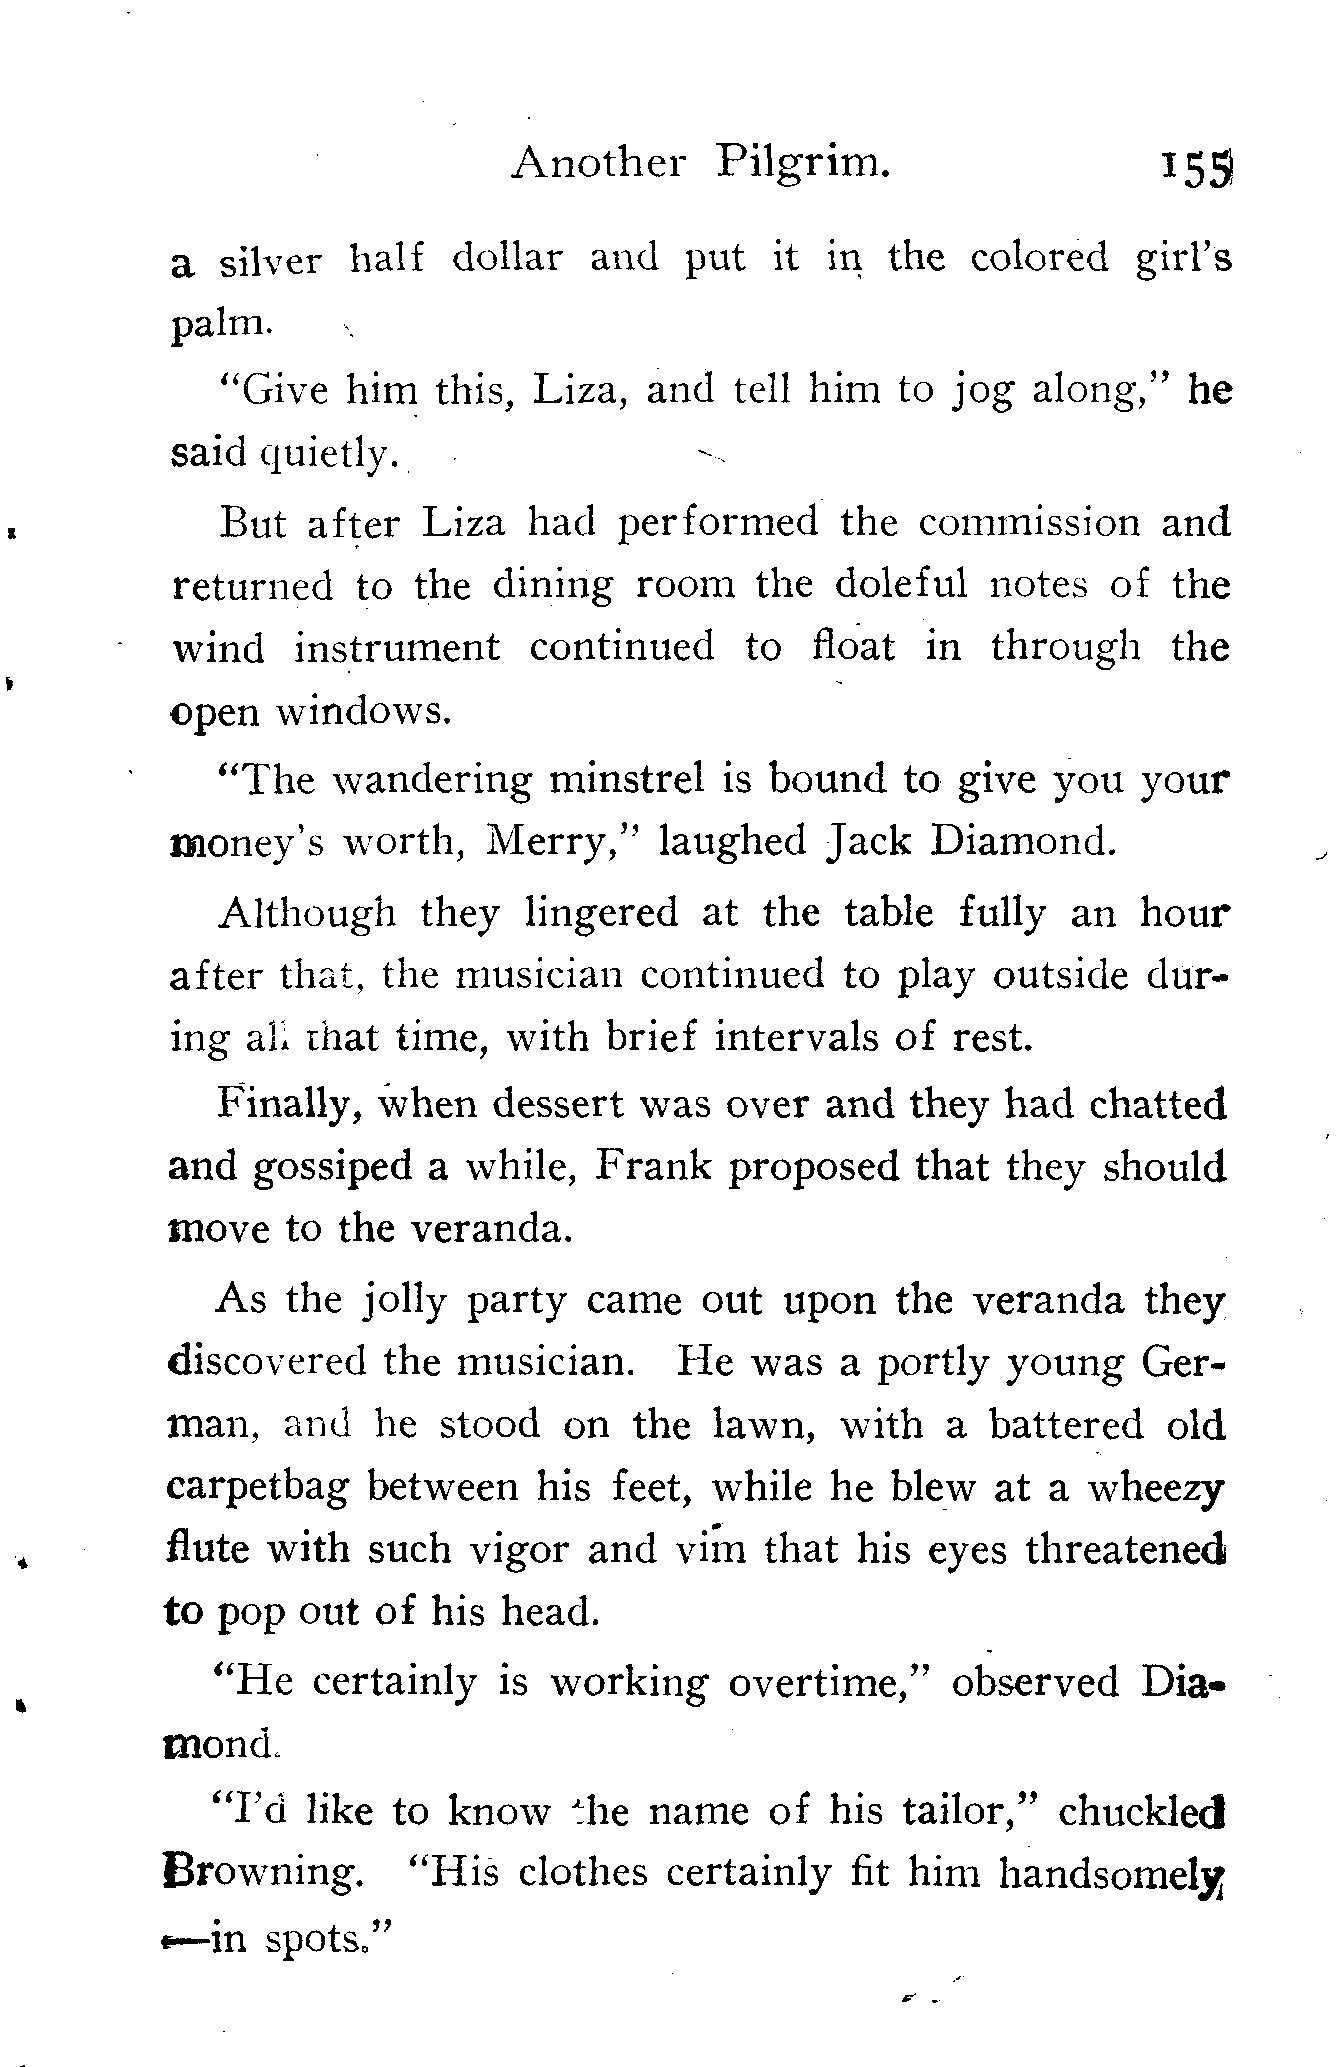 Another Pilgrim. 155
a silver half dollar and put it in the colored girl's
palm.
"Give him this, Liza, and tell him to jog along," he
said quietly.
But after Liza had performed the commission and
returned to the dining room the doleful notes of the
wind instrument continued to float in through the
open windows.
"The wandering minstrel is bound to give you your
money's worth, Merry," laughed Jack Diamond.
Although they lingered at the table fully an hour
after that, the musician continued to play outside dur-
ing all that time, with brief intervals of rest.
Finally, when dessert was over and they had chatted
and gossiped a while, Frank proposed that they should
move to the veranda.
As the jolly party came out upon the veranda they
discovered the musician. He was a portly young Ger-
man, and he stood on the lawn, with a battered old
carpetbag between his feet, while he blew at a wheezy
flute with such vigor and vim that his eyes threatened
to pop out of his head.
"He certainly is working overtime," observed Dia-
mond.
"I'd like to know the name of his tailor," chuckled
Browning. "His clothes certainly fit him handsomely
—in spots."